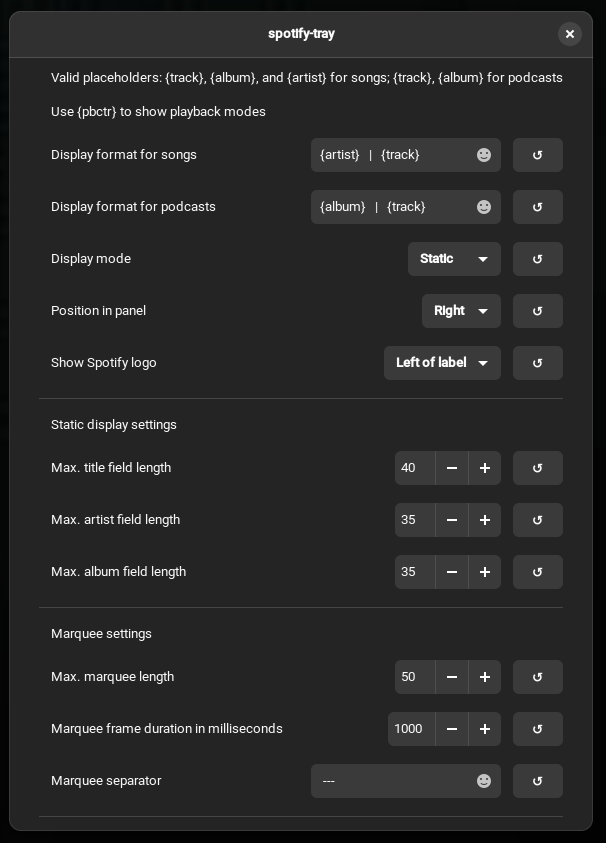 spotify-tray
Valid placeholders: {track}, {album}, and {artist} for songs; {track}, {album} for podcasts
Use {pbctr} to show playback modes
Display format for songs {artist} | {track}
Display format for podcasts {album} | {track}
Display mode Static
Position in panel Right
Show Spotify logo Left of label
Static display settings
Max. title field length 40
Max. artist field length 35
Max. album field length 35
Marquee settings
Max. marquee length 50
Marquee frame duration in milliseconds 1000
Marquee separator ---